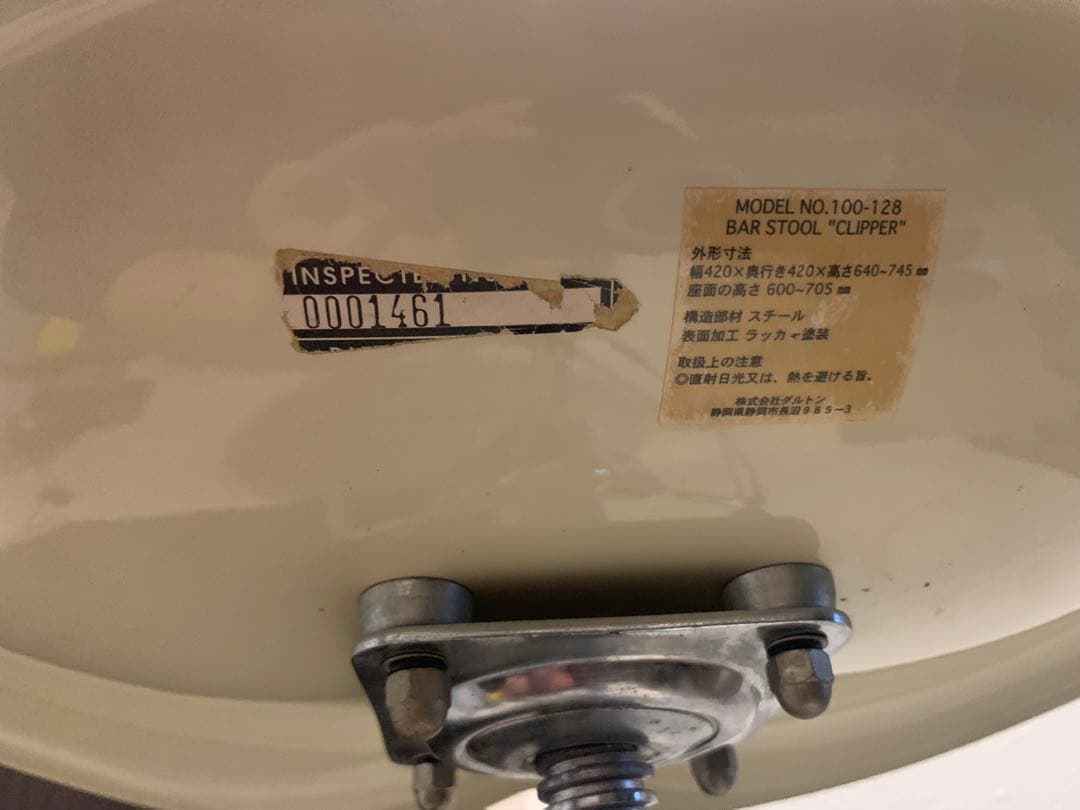 INSPECTE
0001461
MODEL NO.100-128
BAR STOOL "CLIPPER"
外形寸法
幅420×奥行き420×高さ640~745㎜
座面の高さ 600~705㎜
構造部材 スチール
表面加工 ラッカー塗装
取扱上の注意
◎直射日光又は、熱を避ける旨。
株式会社ダルトン
静岡県静岡市長沼985-3